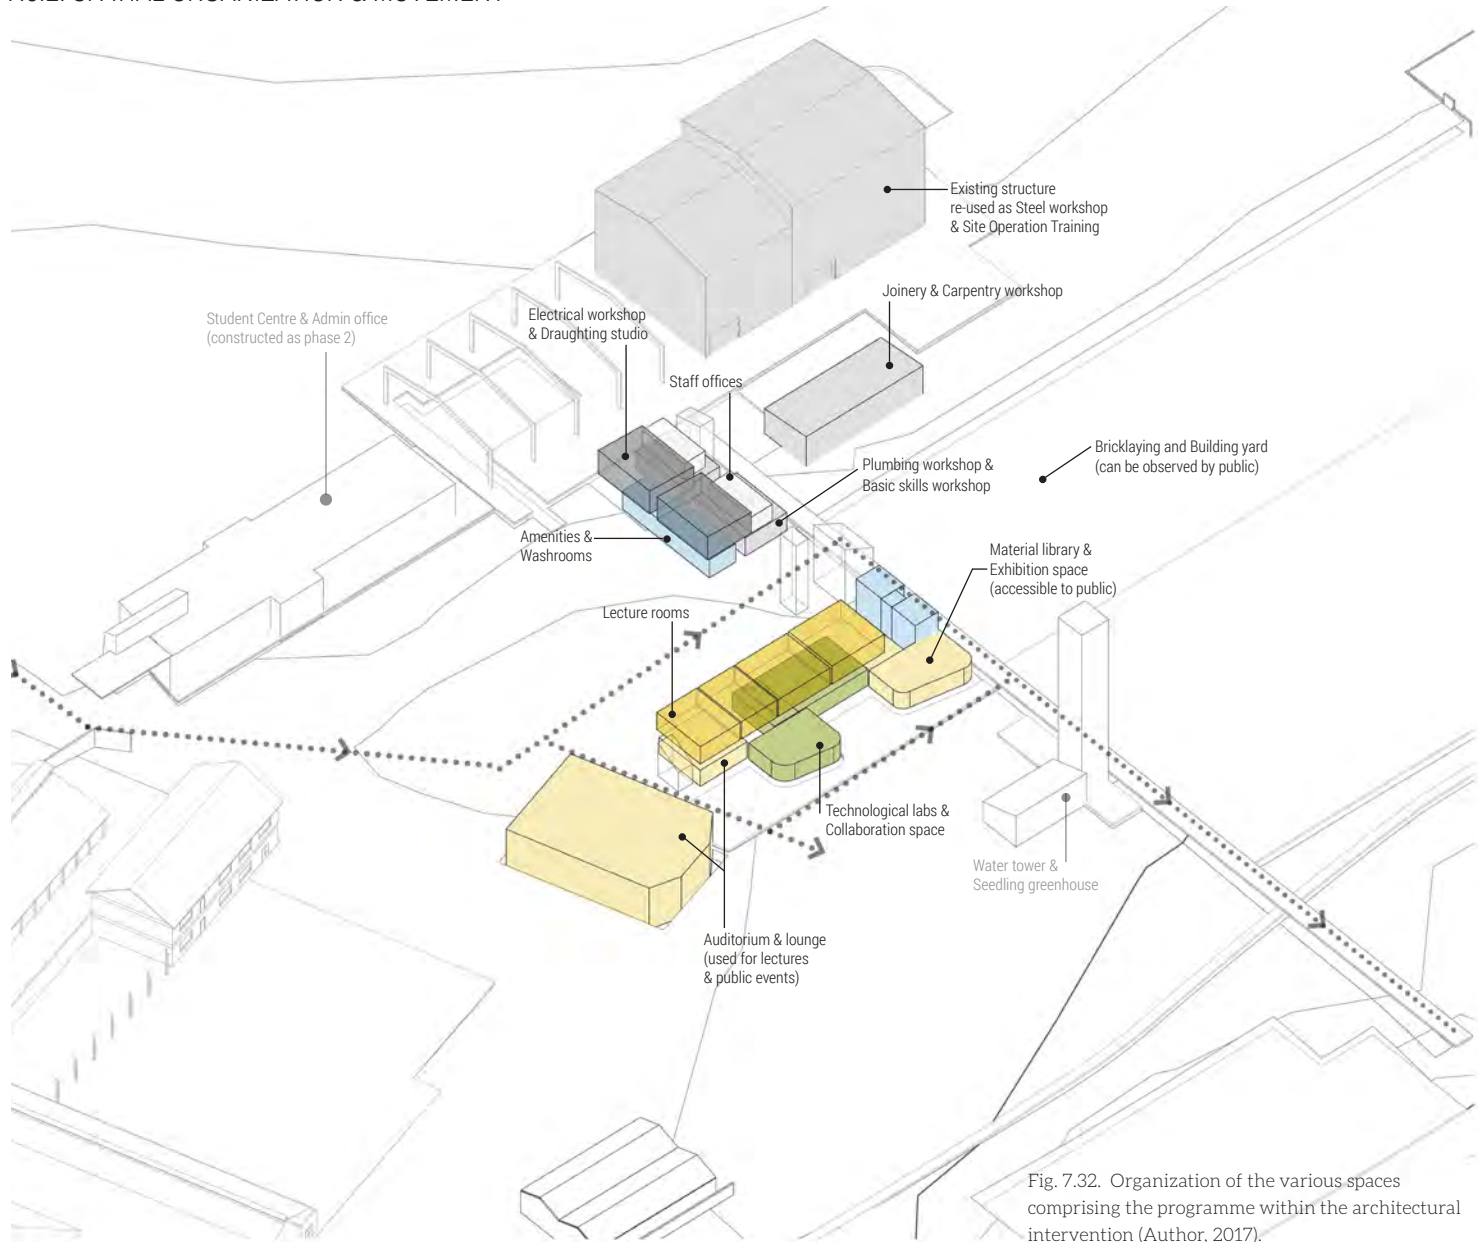 Existing structure
re-used as Steel workshop
& Site Operation Training
Joinery & Carpentry workshop
Student Centre & Admin office
(constructed as phase 2)
Electrical workshop
& Draughting studio
Staff offices
Bricklaying and Building yard
(can be observed by public)
Plumbing workshop &
Basic skills workshop
Amenities &
Washrooms
Material library &
Exhibition space
(accessible to public)
Lecture rooms
Technological labs &
Collaboration space
Water tower &
Seedling greenhouse
Auditorium & lounge
(used for lectures
& public events)
Fig. 7.32. Organization of the various spaces
comprising the programme within the architectural
intervention (Author, 2017).